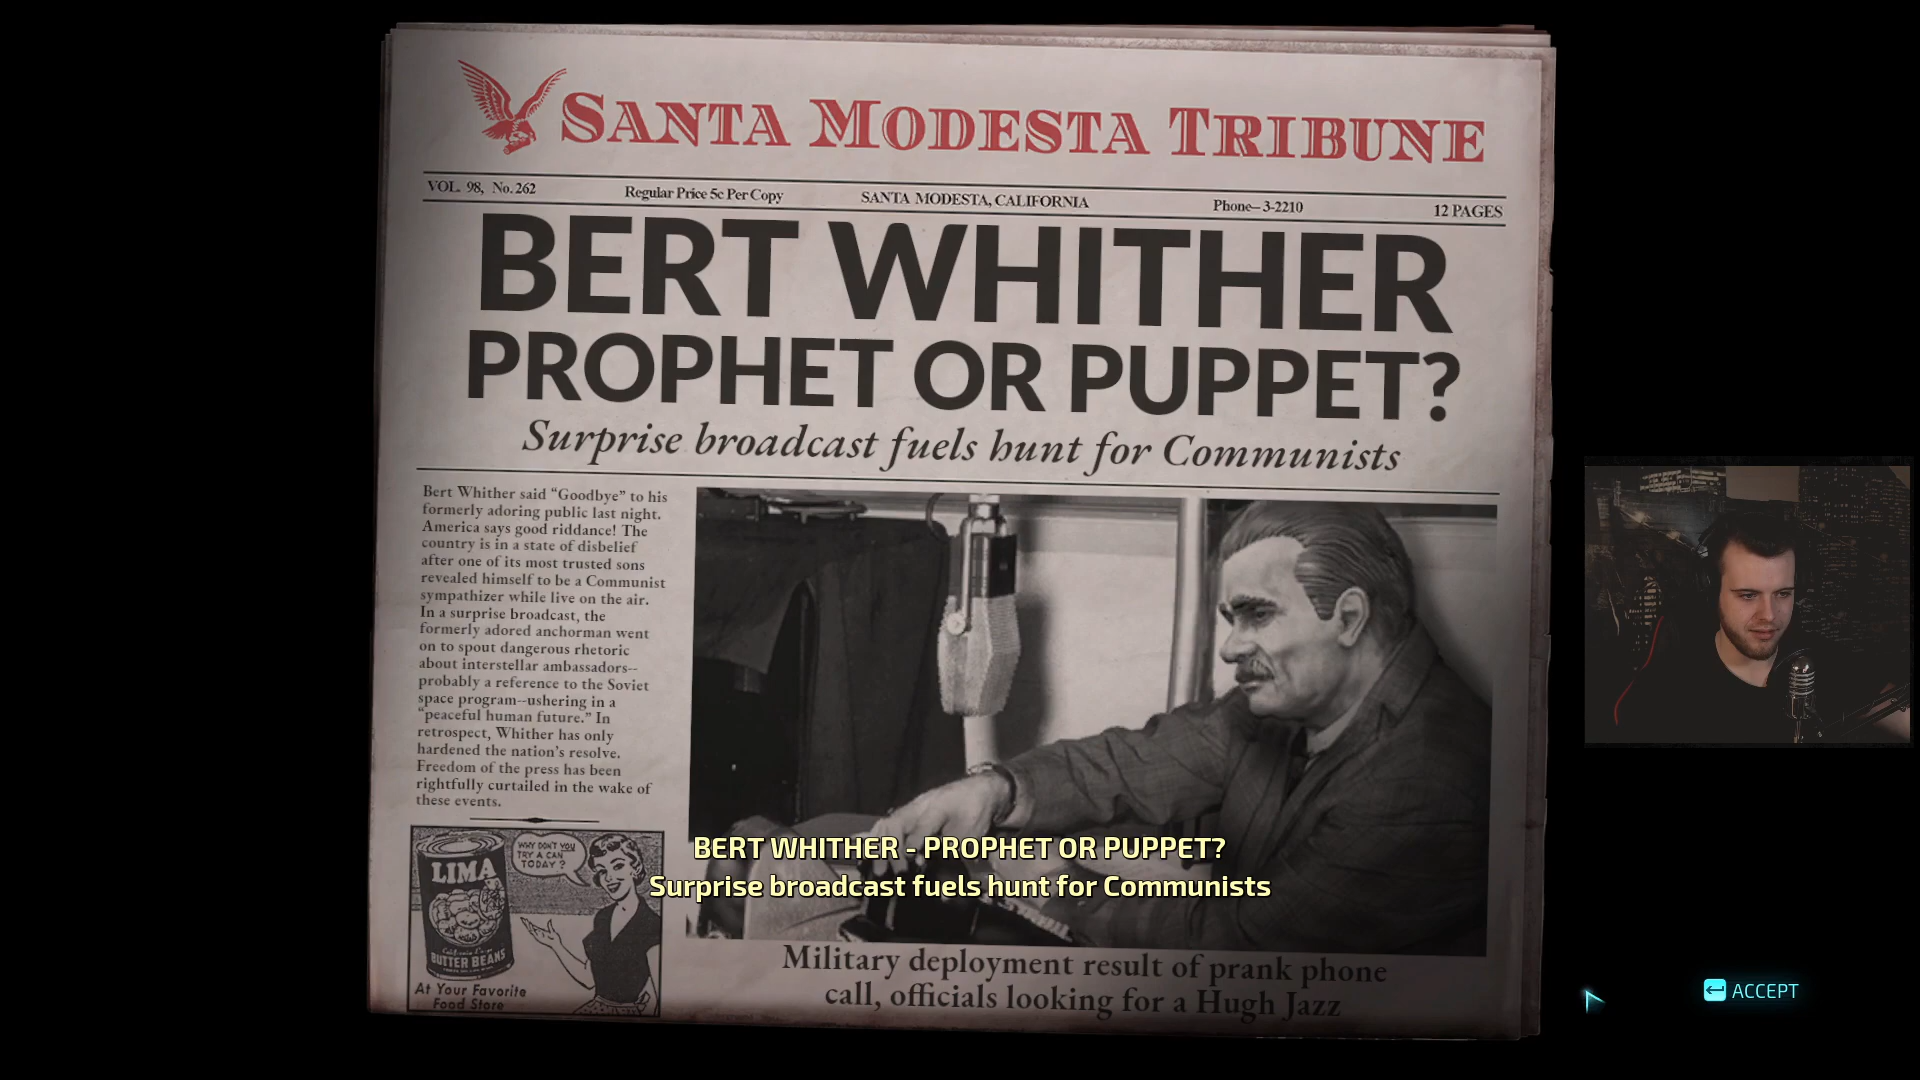 SANTA MODESTA TRIBUNE
VOL. 98, No. 262 Regular Price 5c Per Copy SANTA MODESTA, CALIFORNIA Phone—3-2210 12 PAGES
BERT WHITHER
PROPHET OR PUPPET?
Surprise broadcast fuels hunt for Communists
Bert Whither said “Goodbye” to his
formerly adoring public last night.
America says good riddance! The
country is in a state of disbelief
after one of its most trusted sons
revealed himself to be a Communist
sympathizer while live on the air.
In a surprise broadcast, the
formerly adored anchorman went
on to spout dangerous rhetoric
about interstellar ambassadors--
probably a reference to the Soviet
space program--ushering in a
“peaceful human future.” In
retrospect, Whither has only
hardened the nation’s resolve.
Freedom of the press has been
rightfully curtailed in the wake of
these events.
WHY DON'T YOU
TRY A CAN
TODAY?
LIMA
BUTTER BEANS
At Your Favorite
Food Store
BERT WHITHER - PROPHET OR PUPPET?
Surprise broadcast fuels hunt for Communists
Military deployment result of prank phone
call, officials looking for a Hugh Jazz
ACCEPT